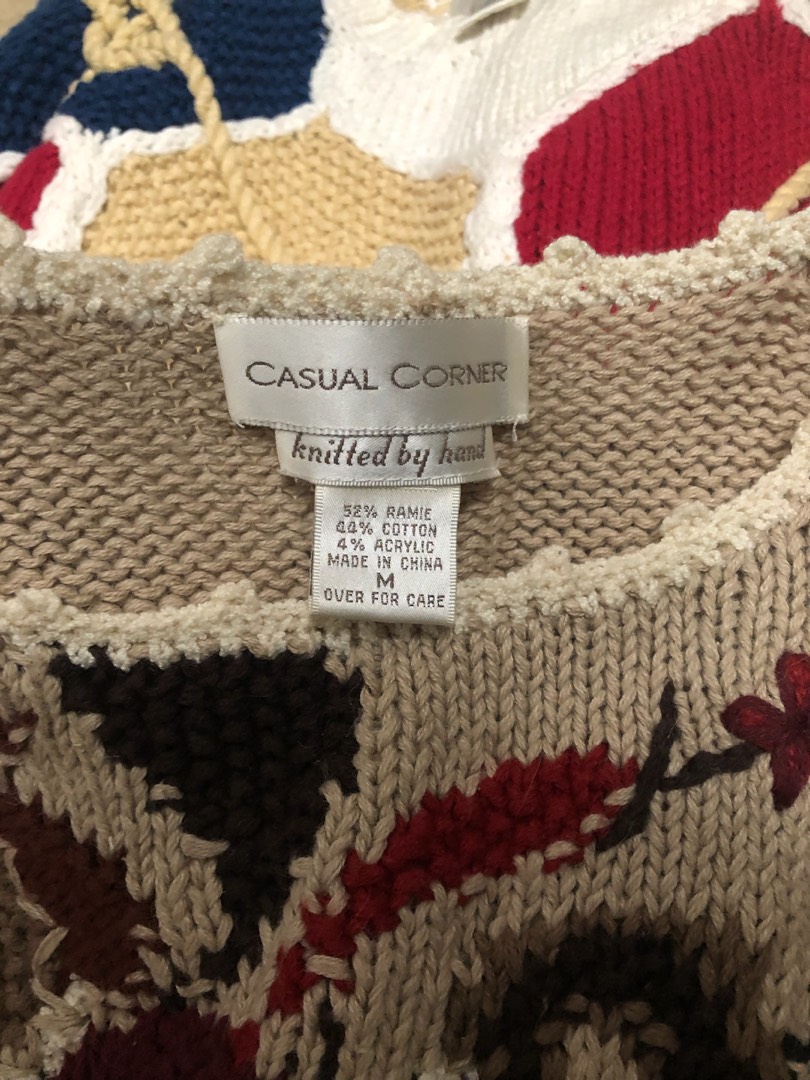 CASUAL CORNER
knitted by hand
52% RAMIE
44% COTTON
4% ACRYLIC
MADE IN CHINA
M
OVER FOR CARE